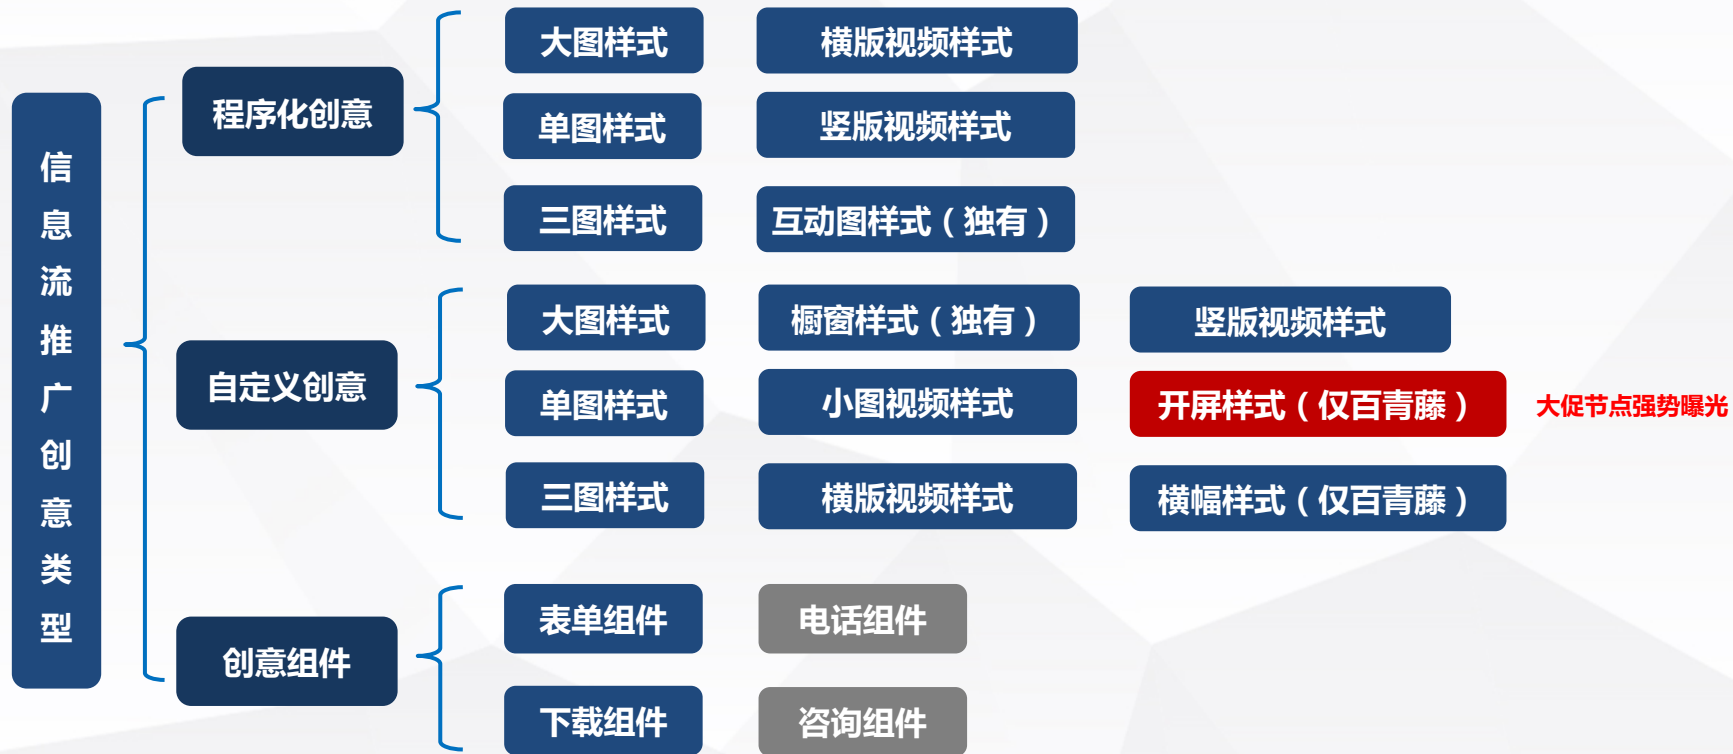 信息流推广创意类型
程序化创意
大图样式
横版视频样式
单图样式
竖版视频样式
三图样式
互动图样式（独有）
自定义创意
大图样式
橱窗样式（独有）
竖版视频样式
单图样式
小图视频样式
开屏样式（仅百青藤）
大促节点强势曝光
三图样式
横版视频样式
横幅样式（仅百青藤）
创意组件
表单组件
电话组件
下载组件
咨询组件